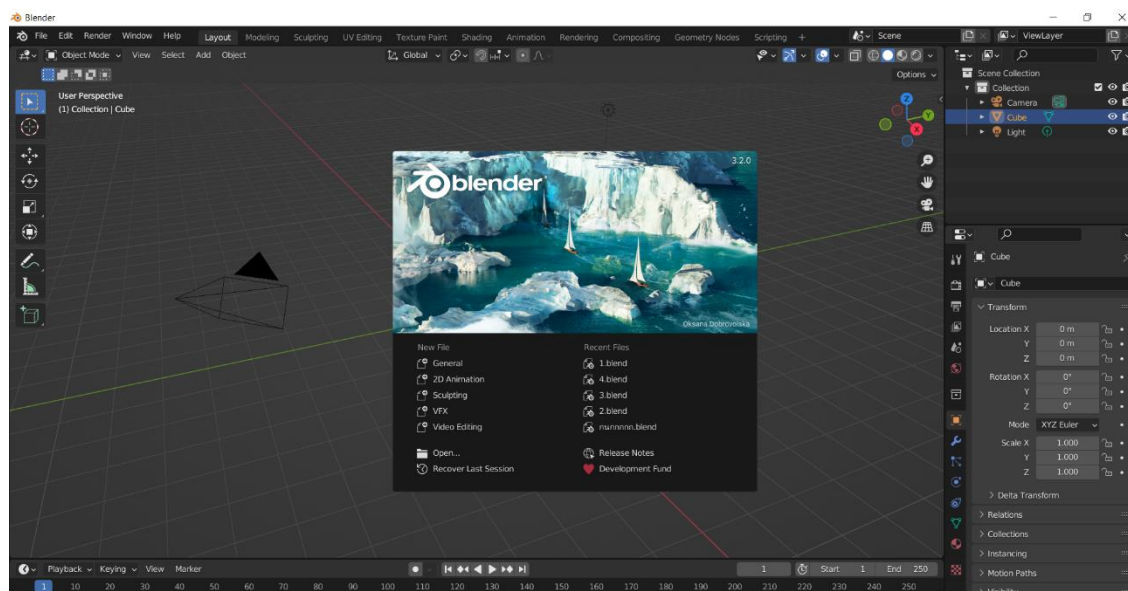 Blender
File Edit Render Window Help Layout Modeling Sculpting UV Editing Texture Paint Shading Animation Rendering Compositing Geometry Nodes Scripting + Scene ViewLayer
Object Mode View Select Add Object Global
Options
User Perspective
(1) Collection | Cube
Z
Y
X
Scene Collection
Collection
Camera
Cube
Light
3.2.0
blender
Oksana Dobrovolska
New File
General
2D Animation
Sculpting
VFX
Video Editing
Open...
Recover Last Session
Recent Files
1.blend
4.blend
3.blend
2.blend
Release Notes
Development Fund
Cube
Cube
Transform
Location X 0 m
Y 0 m
Z 0 m
Rotation X 0°
Y 0°
Z 0°
Mode XYZ Euler
Scale X 1.000
Y 1.000
Z 1.000
Delta Transform
Relations
Collections
Instancing
Motion Paths
Playback Keying View Marker 1 Start 1 End 250
1 10 20 30 40 50 60 70 80 90 100 110 120 130 140 150 160 170 180 190 200 210 220 230 240 250